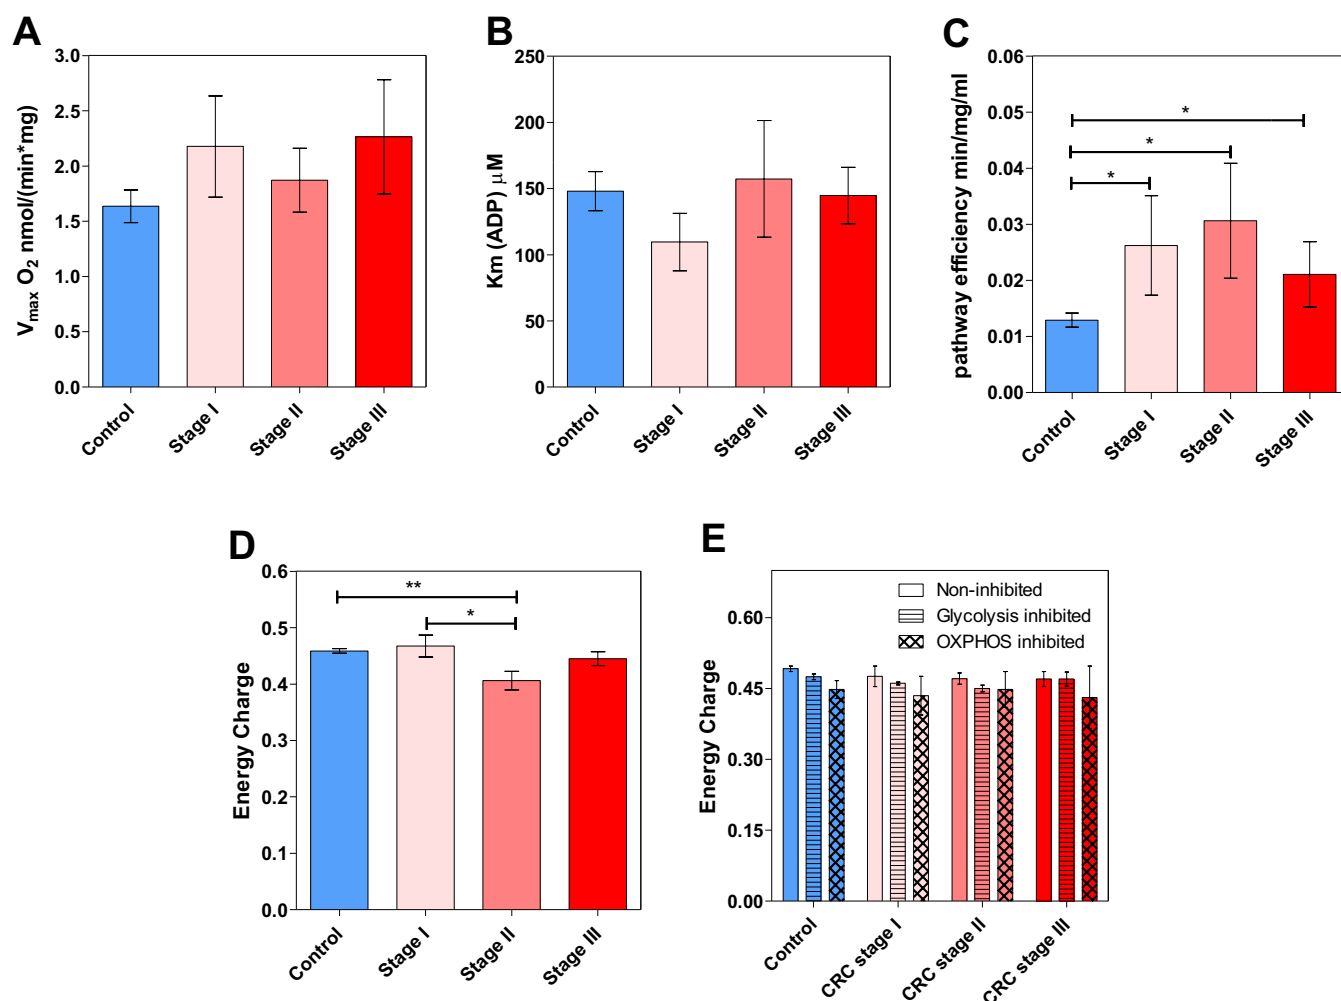 A
V_max O_2 nmol/(min*mg)
3.0
2.5
2.0
1.5
1.0
0.5
0.0
Control
Stage I
Stage II
Stage III
B
Km (ADP) μM
250
200
150
100
50
0
Control
Stage I
Stage II
Stage III
C
pathway efficiency min/mg/ml
0.06
0.05
0.04
0.03
0.02
0.01
0.00
*
*
*
Control
Stage I
Stage II
Stage III
D
Energy Charge
0.6
0.5
0.4
0.3
0.2
0.1
0.0
**
*
Control
Stage I
Stage II
Stage III
E
Energy Charge
0.60
0.45
0.30
0.15
0.00
Non-inhibited
Glycolysis inhibited
OXPHOS inhibited
Control
CRC stage I
CRC stage II
CRC stage III